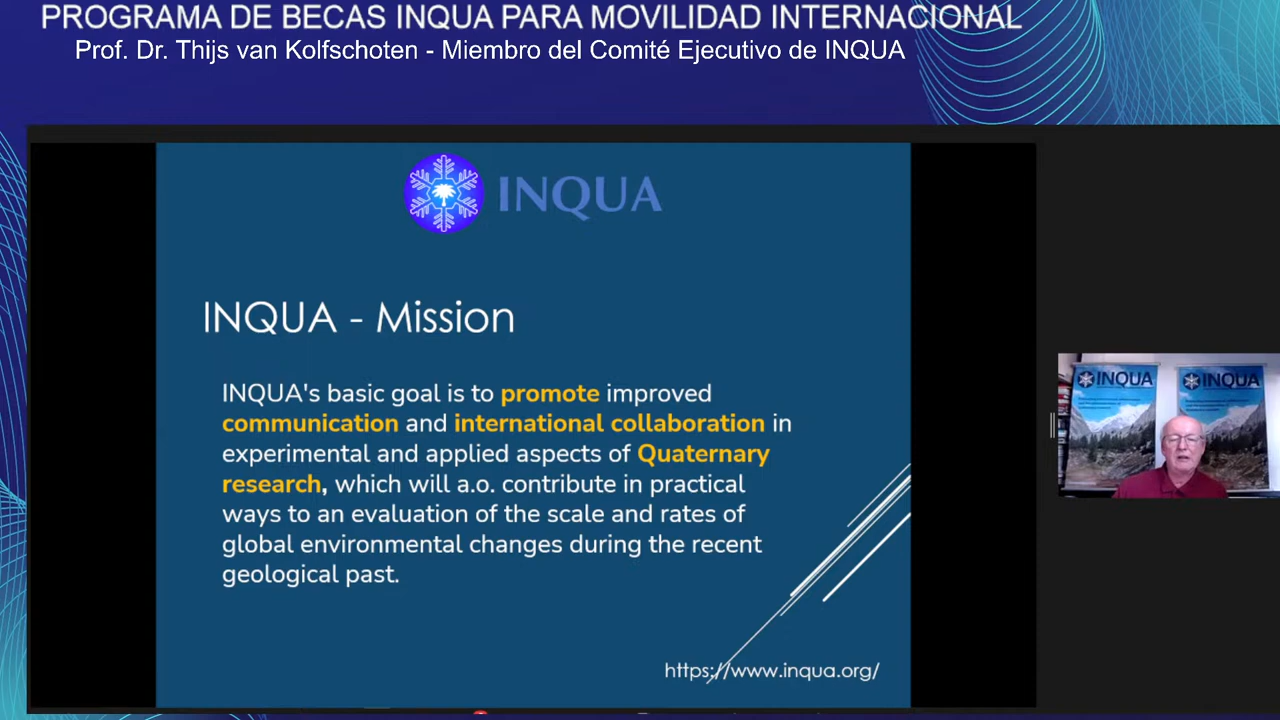 PROGRAMA DE BECAS INQUA PARA MOVILIDAD INTERNACIONAL
Prof. Dr. Thijs van Kolfschoten - Miembro del Comité Ejecutivo de INQUA
INQUA
INQUA - Mission
INQUA's basic goal is to promote improved
communication and international collaboration in
experimental and applied aspects of Quaternary
research, which will a.o. contribute in practical
ways to an evaluation of the scale and rates of
global environmental changes during the recent
geological past.
https://www.inqua.org/
INQUA
INQUA